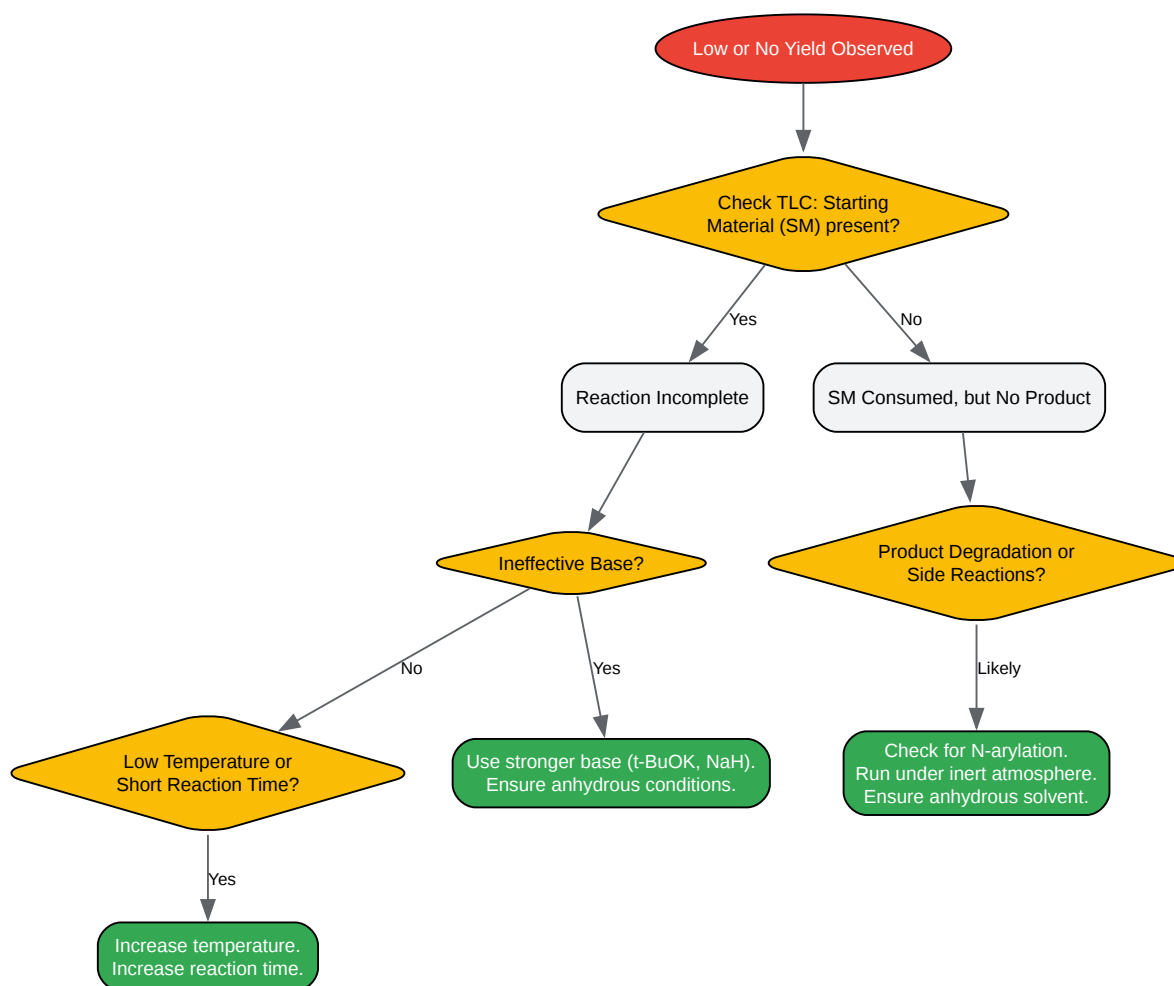 Low or No Yield Observed
Check TLC: Starting
Material (SM) present?
Yes
No
Reaction Incomplete
SM Consumed, but No Product
Ineffective Base?
Product Degradation or
Side Reactions?
No
Yes
Likely
Low Temperature or
Short Reaction Time?
Use stronger base (t-BuOK, NaH).
Ensure anhydrous conditions.
Check for N-arylation.
Run under inert atmosphere.
Ensure anhydrous solvent.
Yes
Increase temperature.
Increase reaction time.